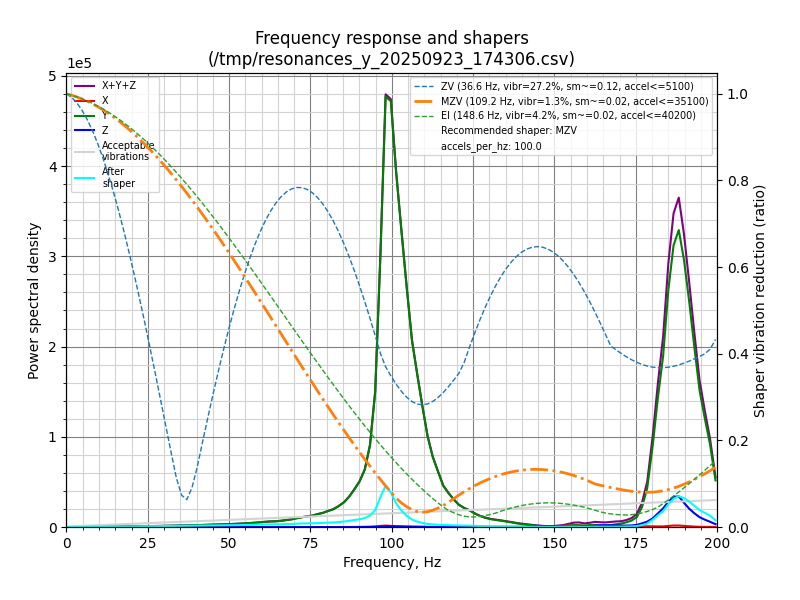 Frequency response and shapers
(/tmp/resonances_y_20250923_174306.csv)
1e5
X+Y+Z
X
Y
Z
Acceptable
vibrations
After
shaper
ZV (36.6 Hz, vibr=27.2%, sm~=0.12, accel<=5100)
MZV (109.2 Hz, vibr=1.3%, sm~=0.02, accel<=35100)
EI (148.6 Hz, vibr=4.2%, sm~=0.02, accel<=40200)
Recommended shaper: MZV
accels_per_hz: 100.0
Power spectral density
5
4
3
2
1
0
1.0
0.8
0.6
0.4
0.2
0.0
Shaper vibration reduction (ratio)
0 25 50 75 100 125 150 175 200
Frequency, Hz